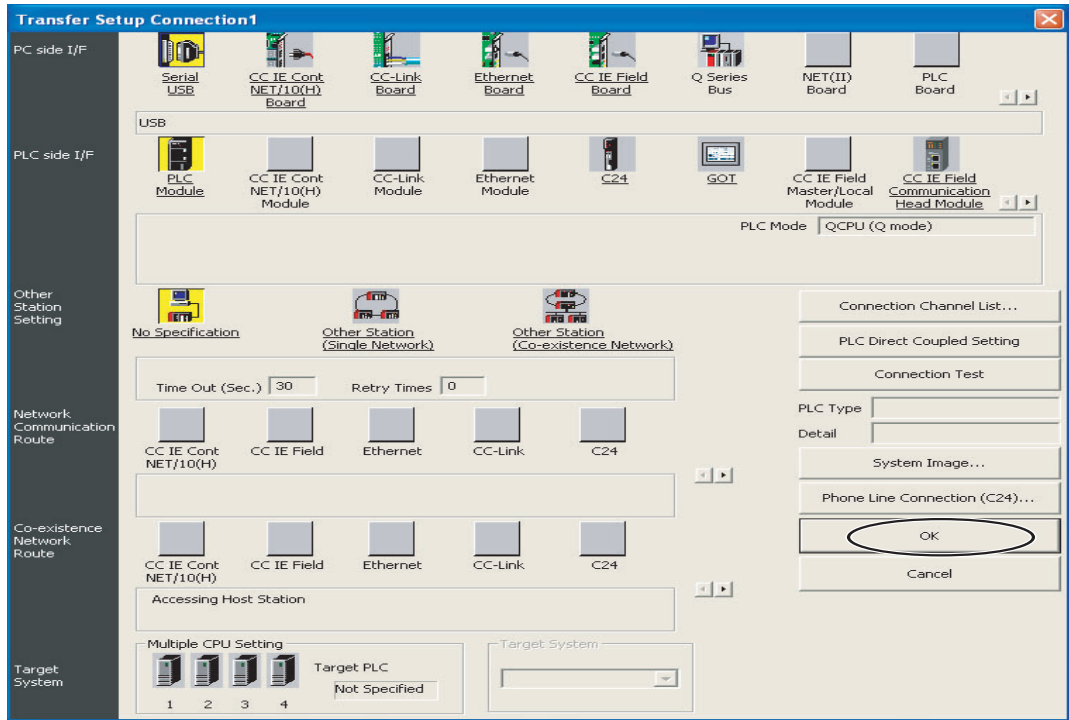 Transfer Setup Connection1
PC side I/F
Serial
USB
CC IE Cont
NET/10(H)
Board
CC-Link
Board
Ethernet
Board
CC IE Field
Board
Q Series
Bus
NET(II)
Board
PLC
Board
USB
PLC side I/F
PLC
Module
CC IE Cont
NET/10(H)
Module
CC-Link
Module
Ethernet
Module
C24
GOT
CC IE Field
Master/Local
Module
CC IE Field
Communication
Head Module
PLC Mode QCPU (Q mode)
Other
Station
Setting
No Specification
Other Station
(Single Network)
Other Station
(Co-existence Network)
Time Out (Sec.) 30 Retry Times 0
Connection Channel List...
PLC Direct Coupled Setting
Connection Test
PLC Type
Detail
System Image...
Phone Line Connection (C24)...
OK
Cancel
Network
Communication
Route
CC IE Cont
NET/10(H)
CC IE Field
Ethernet
CC-Link
C24
Co-existence
Network
Route
CC IE Cont
NET/10(H)
CC IE Field
Ethernet
CC-Link
C24
Accessing Host Station
Target
System
Multiple CPU Setting
1 2 3 4
Target PLC
Not Specified
Target System